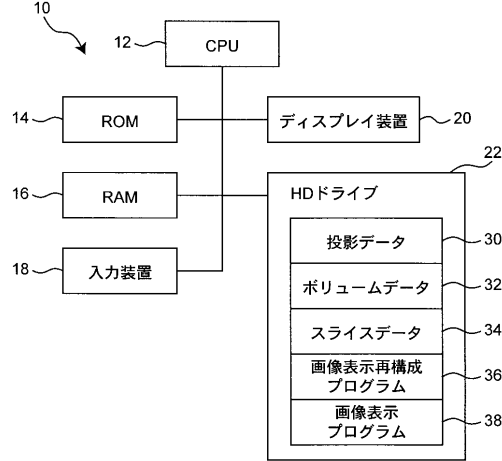 10
12
CPU
14
ROM
ディスプレイ装置
20
16
RAM
22
HDドライブ
18
入力装置
投影データ
30
ボリュームデータ
32
スライスデータ
34
画像表示再構成
プログラム
36
画像表示
プログラム
38